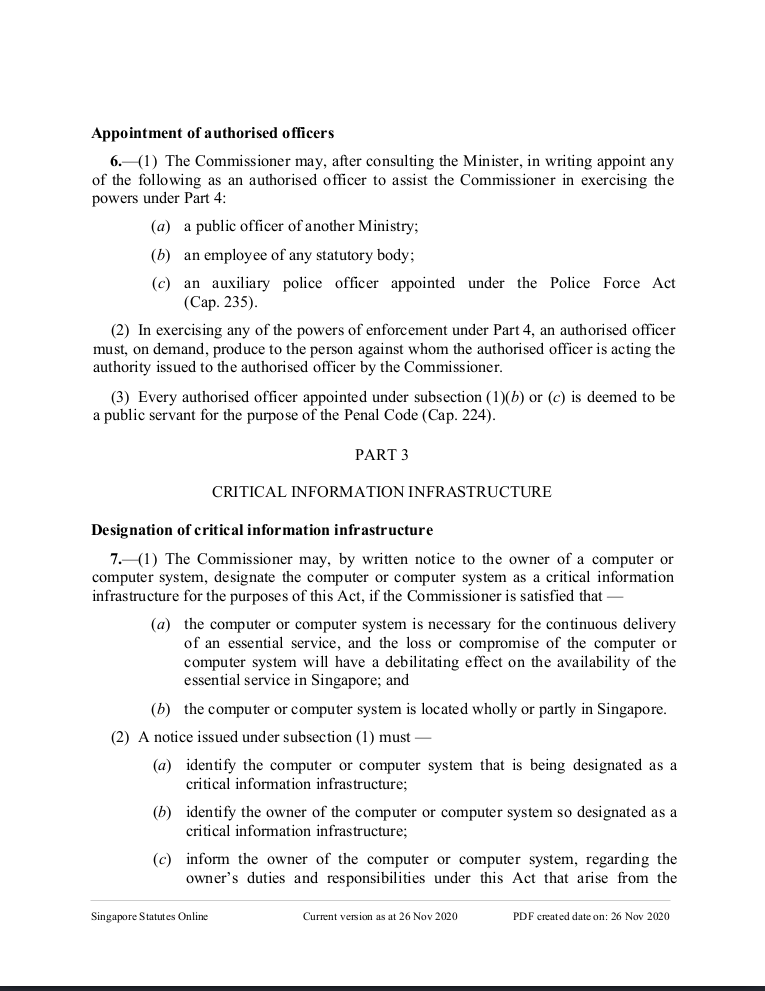 Appointment of authorised officers
6.—(1) The Commissioner may, after consulting the Minister, in writing appoint any
of the following as an authorised officer to assist the Commissioner in exercising the
powers under Part 4:
(a) a public officer of another Ministry;
(b) an employee of any statutory body;
(c) an auxiliary police officer appointed under the Police Force Act
(Cap. 235).
(2) In exercising any of the powers of enforcement under Part 4, an authorised officer
must, on demand, produce to the person against whom the authorised officer is acting the
authority issued to the authorised officer by the Commissioner.
(3) Every authorised officer appointed under subsection (1)(b) or (c) is deemed to be
a public servant for the purpose of the Penal Code (Cap. 224).
PART 3
CRITICAL INFORMATION INFRASTRUCTURE
Designation of critical information infrastructure
7.—(1) The Commissioner may, by written notice to the owner of a computer or
computer system, designate the computer or computer system as a critical information
infrastructure for the purposes of this Act, if the Commissioner is satisfied that —
(a) the computer or computer system is necessary for the continuous delivery
of an essential service, and the loss or compromise of the computer or
computer system will have a debilitating effect on the availability of the
essential service in Singapore; and
(b) the computer or computer system is located wholly or partly in Singapore.
(2) A notice issued under subsection (1) must —
(a) identify the computer or computer system that is being designated as a
critical information infrastructure;
(b) identify the owner of the computer or computer system so designated as a
critical information infrastructure;
(c) inform the owner of the computer or computer system, regarding the
owner's duties and responsibilities under this Act that arise from the
Singapore Statutes Online Current version as at 26 Nov 2020 PDF created date on: 26 Nov 2020